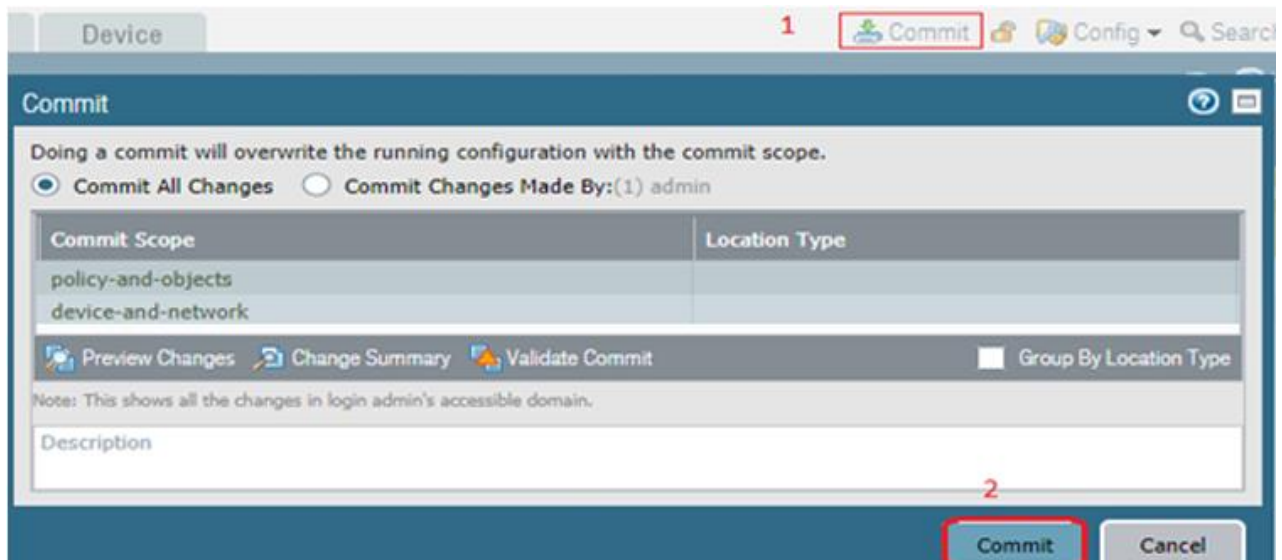 Device 1 Commit Config Search
Commit
Doing a commit will overwrite the running configuration with the commit scope.
Commit All Changes Commit Changes Made By:(1) admin
Commit Scope Location Type
policy-and-objects
device-and-network
Preview Changes Change Summary Validate Commit Group By Location Type
Note: This shows all the changes in login admin's accessible domain.
Description
2
Commit Cancel